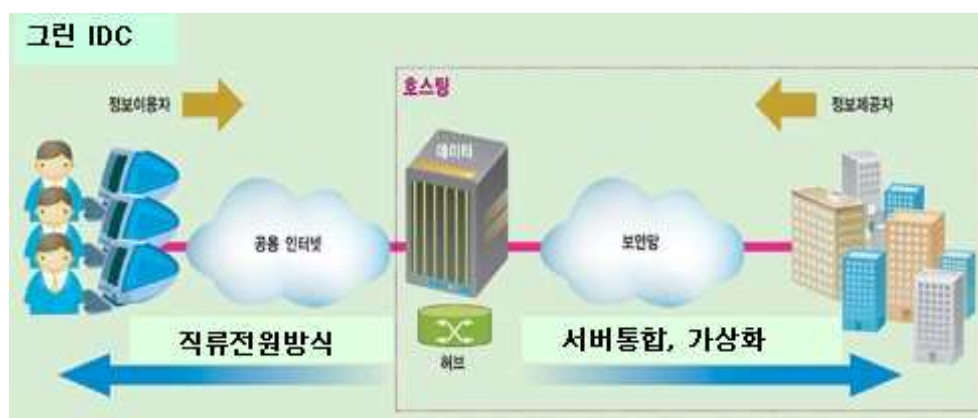 그린 IDC
호스팅
정보이용자
정보제공자
데이타
공용 인터넷
보안망
직류전원방식
서버통합, 가상화
허브